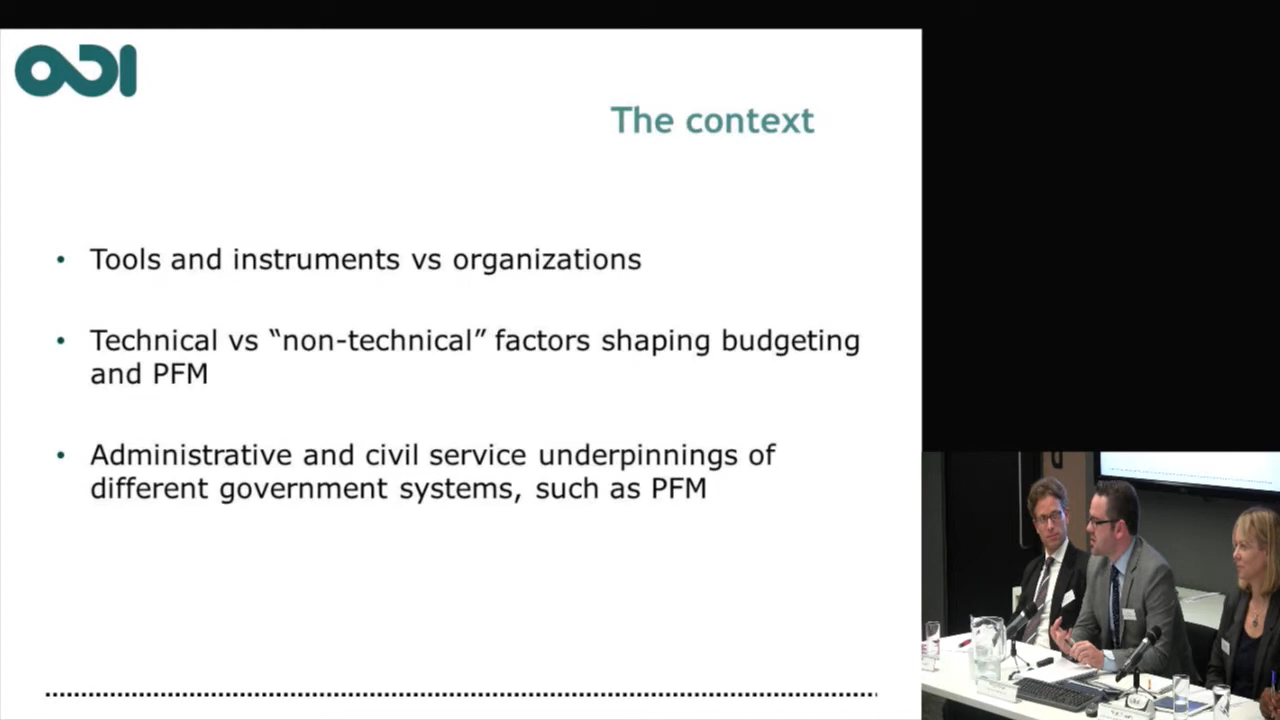 ODI
The context
• Tools and instruments vs organizations
• Technical vs “non-technical” factors shaping budgeting
and PFM
• Administrative and civil service underpinnings of
different government systems, such as PFM